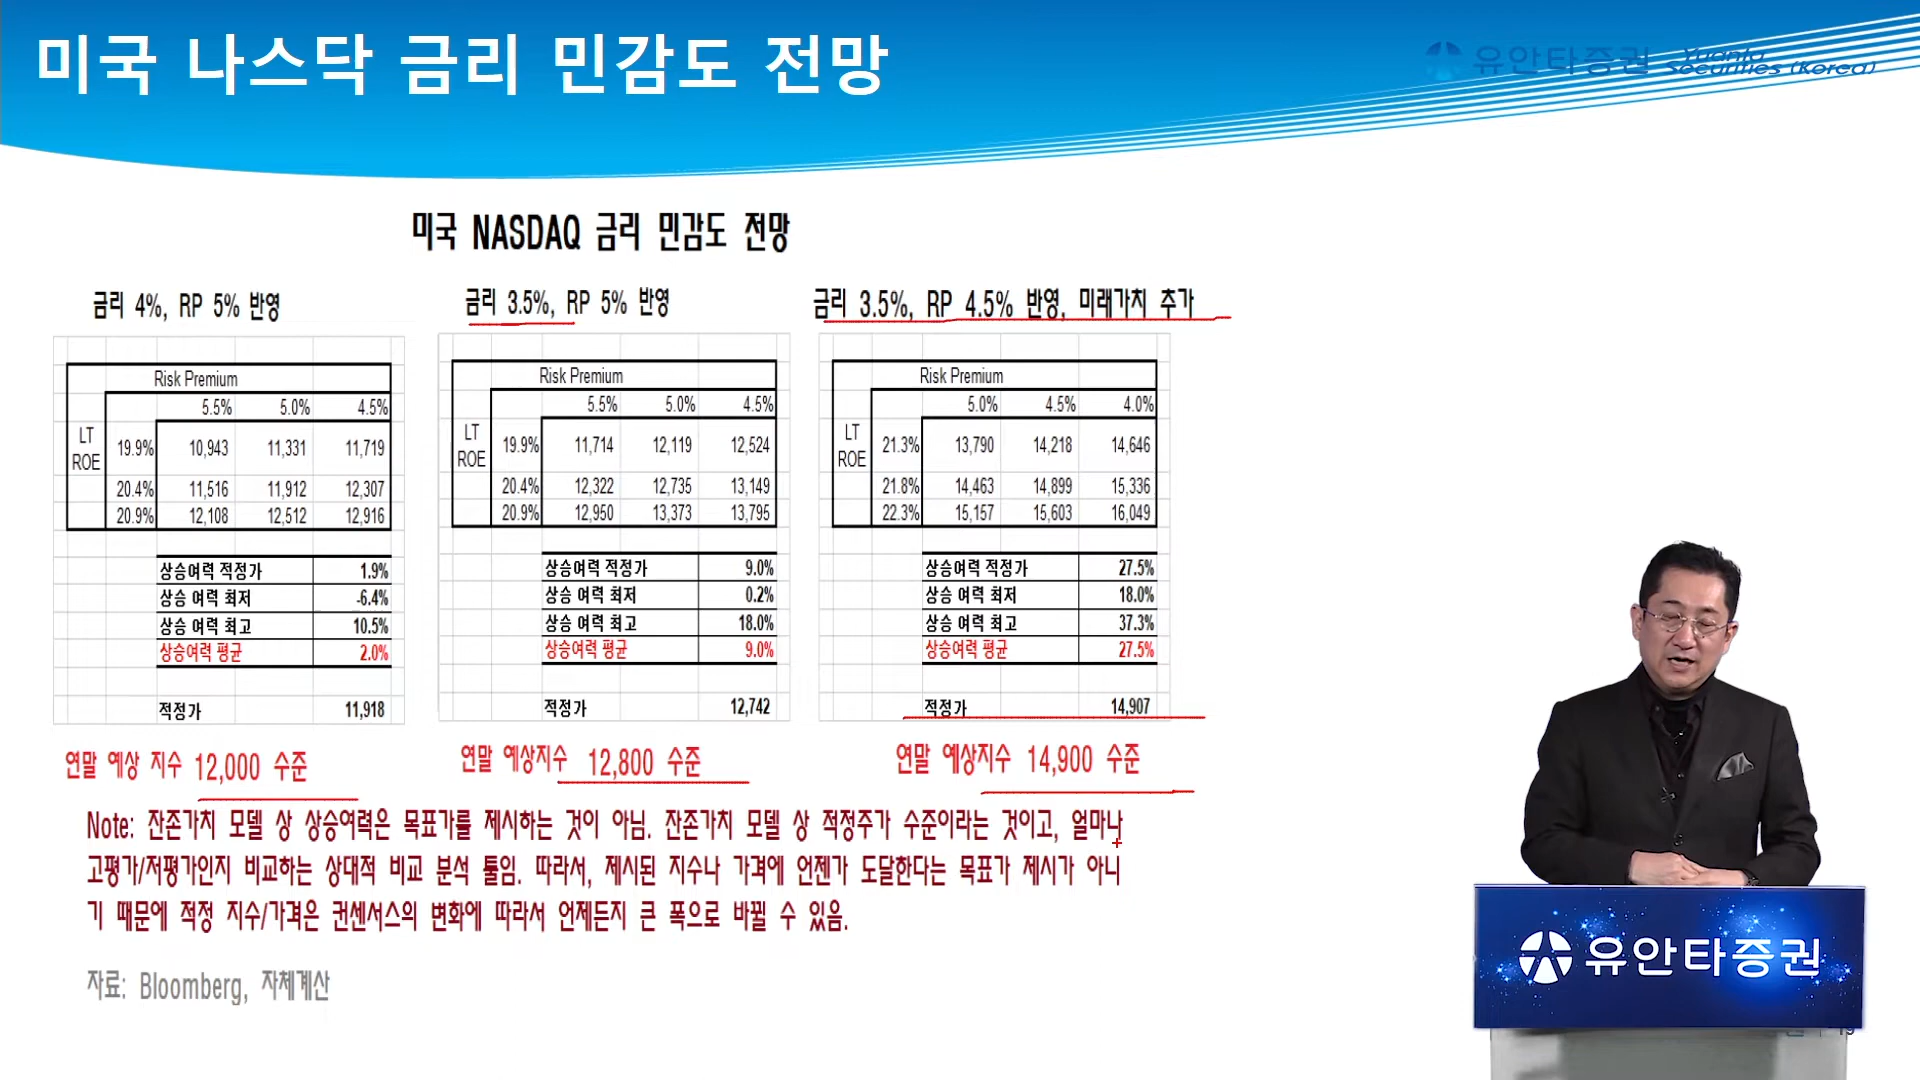 미국 나스닥 금리 민감도 전망
유안타증권 Yuanta Securities (Korea)
미국 NASDAQ 금리 민감도 전망
금리 4%, RP 5% 반영
Risk Premium
5.5% 5.0% 4.5%
LT ROE
19.9% 10,943 11,331 11,719
20.4% 11,516 11,912 12,307
20.9% 12,108 12,512 12,916
상승여력 적정가 1.9%
상승 여력 최저 -6.4%
상승 여력 최고 10.5%
상승여력 평균 2.0%
적정가 11,918
연말 예상 지수 12,000 수준
금리 3.5%, RP 5% 반영
Risk Premium
5.5% 5.0% 4.5%
LT ROE
19.9% 11,714 12,119 12,524
20.4% 12,322 12,735 13,149
20.9% 12,950 13,373 13,795
상승여력 적정가 9.0%
상승 여력 최저 0.2%
상승 여력 최고 18.0%
상승여력 평균 9.0%
적정가 12,742
연말 예상지수 12,800 수준
금리 3.5%, RP 4.5% 반영, 미래가치 추가
Risk Premium
5.0% 4.5% 4.0%
LT ROE
21.3% 13,790 14,218 14,646
21.8% 14,463 14,899 15,336
22.3% 15,157 15,603 16,049
상승여력 적정가 27.5%
상승 여력 최저 18.0%
상승 여력 최고 37.3%
상승여력 평균 27.5%
적정가 14,907
연말 예상지수 14,900 수준
Note: 잔존가치 모델 상 상승여력은 목표가를 제시하는 것이 아님. 잔존가치 모델 상 적정주가 수준이라는 것이고, 얼마나
고평가/저평가인지 비교하는 상대적 비교 분석 툴임. 따라서, 제시된 지수나 가격에 언젠가 도달한다는 목표가 제시가 아니
기 때문에 적정 지수/가격은 컨센서스의 변화에 따라서 언제든지 큰 폭으로 바뀔 수 있음.
자료: Bloomberg, 자체계산
유안타증권